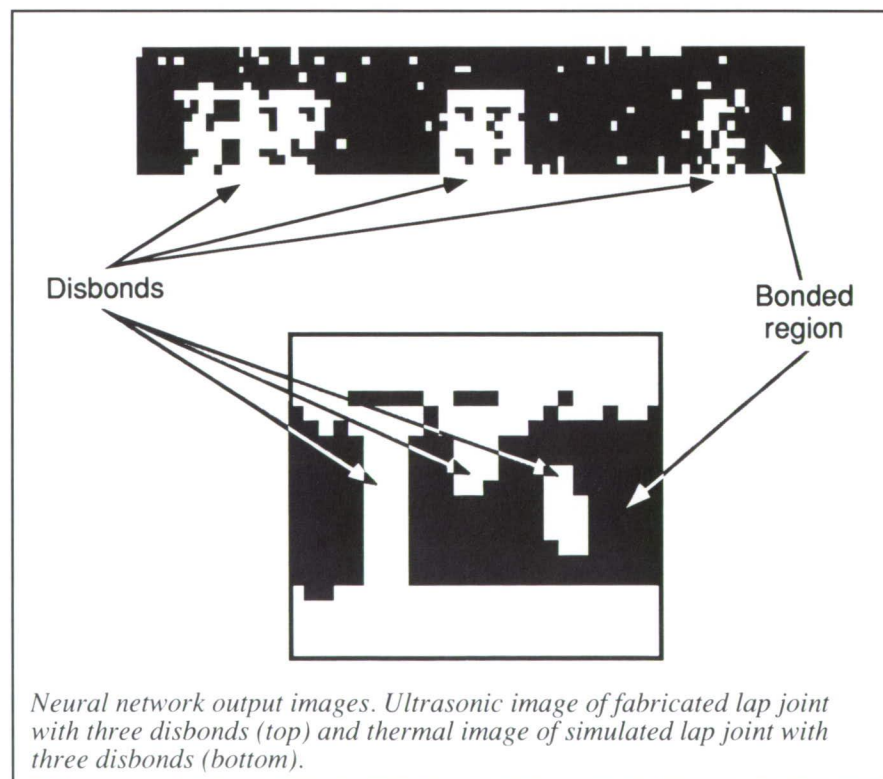 Disbonds
Bonded
region
Neural network output images. Ultrasonic image of fabricated lap joint
with three disbonds (top) and thermal image of simulated lap joint with
three disbonds (bottom).